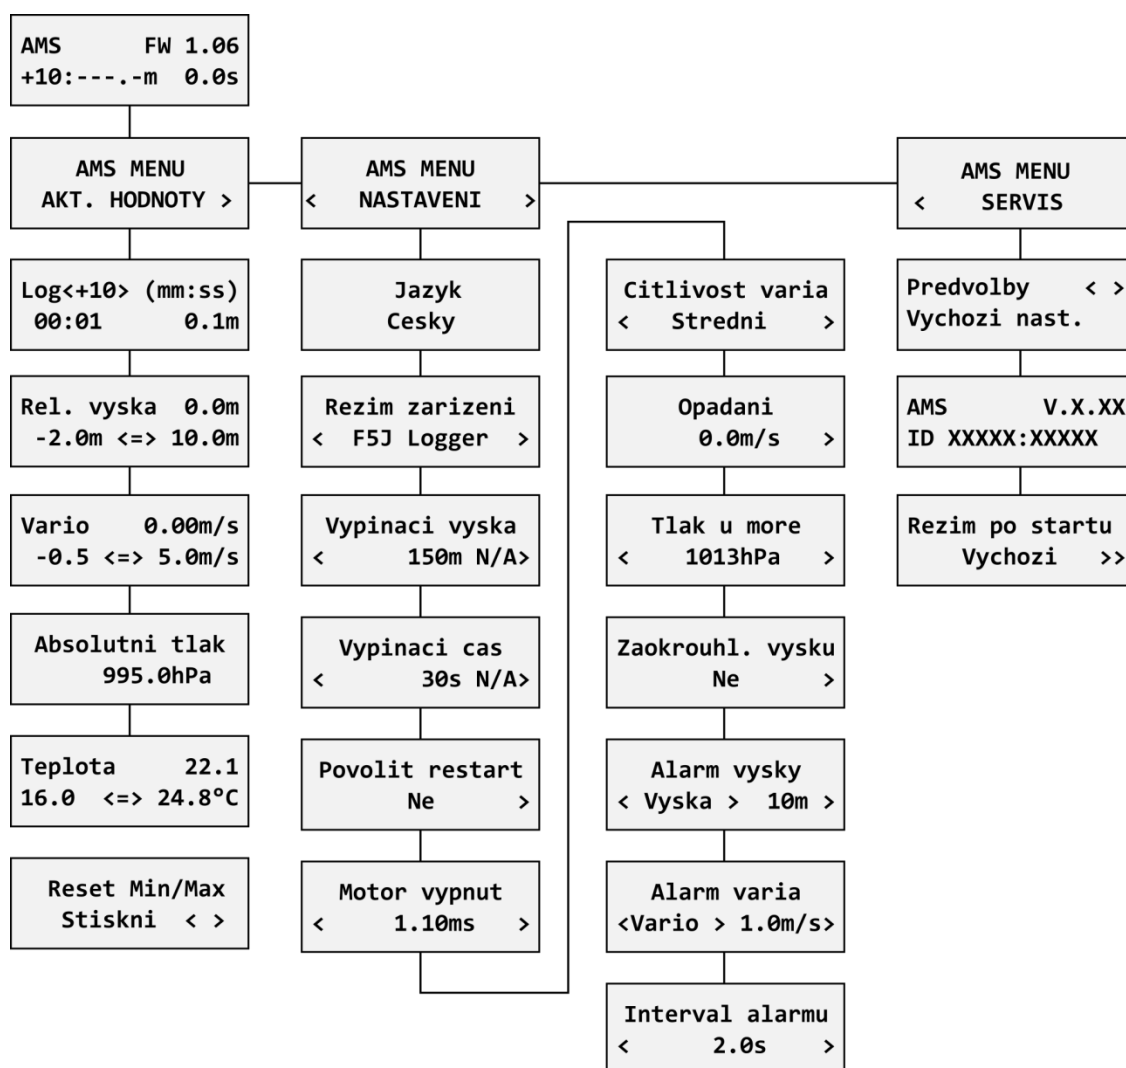 AMS FW 1.06
+10:---.-m 0.0s
AMS MENU
AKT. HODNOTY >
Log<+10> (mm:ss)
00:01 0.1m
Rel. vyska 0.0m
-2.0m <=> 10.0m
Vario 0.00m/s
-0.5 <=> 5.0m/s
Absolutni tlak
995.0hPa
Teplota 22.1
16.0 <=> 24.8°C
Reset Min/Max
Stiskni < >
AMS MENU
< NASTAVENI >
Jazyk
Cesky
Rezim zarizeni
< F5J Logger >
Vypinaci vyska
< 150m N/A>
Vypinaci cas
< 30s N/A>
Povolit restart
Ne >
Motor vypnut
< 1.10ms >
Citlivost varia
< Stredni >
Opadani
0.0m/s >
Tlak u more
< 1013hPa >
Zaokrouhl. vysku
Ne >
Alarm vysky
< Vyska > 10m >
Alarm varia
<Vario > 1.0m/s>
Interval alarmu
< 2.0s >
AMS MENU
< SERVIS
Predvolby < >
Vychozi nast.
AMS V.X.XX
ID XXXXX:XXXXX
Rezim po startu
Vychozi >>